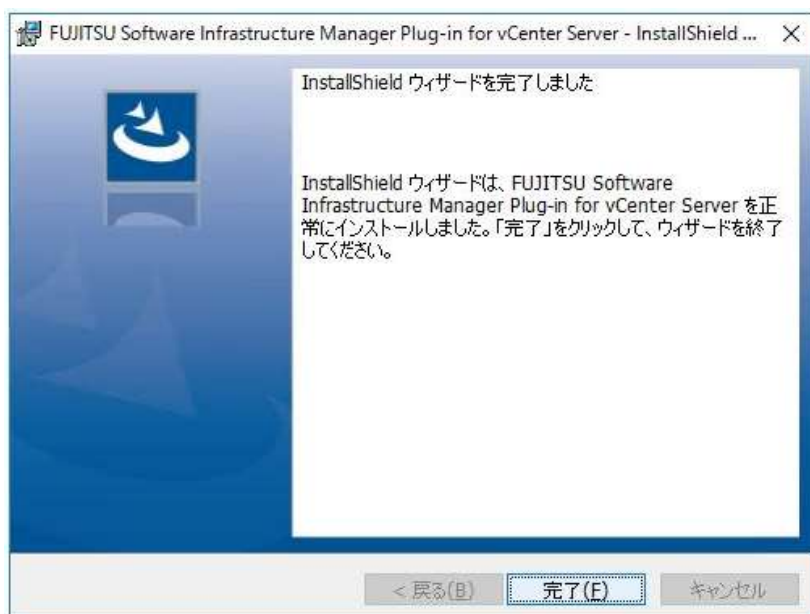 FUJITSU Software Infrastructure Manager Plug-in for vCenter Server - InstallShield ...
InstallShield ウィザードを完了しました
InstallShield ウィザードは、FUJITSU Software
Infrastructure Manager Plug-in for vCenter Server を正
常にインストールしました。「完了」をクリックして、ウィザードを終了
してください。
< 戻る(B)
完了(F)
キャンセル